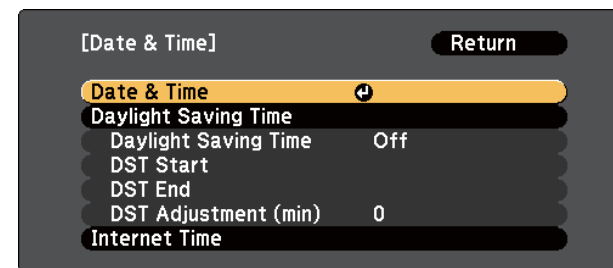 [Date & Time] Return
Date & Time
Daylight Saving Time
Daylight Saving Time Off
DST Start
DST End
DST Adjustment (min) 0
Internet Time